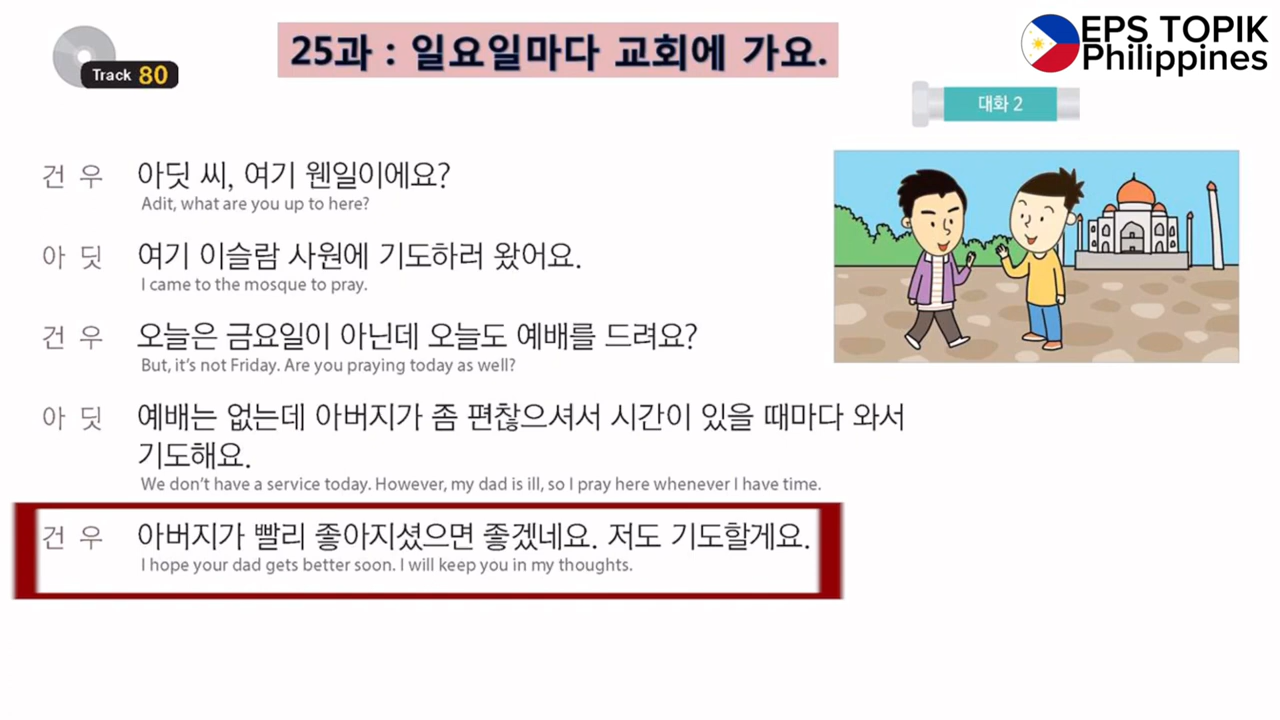 Track 80
25과 : 일요일마다 교회에 가요.
EPS TOPIK
Philippines
대화 2
건 우 아딧 씨, 여기 웬일이에요?
Adit, what are you up to here?
아 딧 여기 이슬람 사원에 기도하러 왔어요.
I came to the mosque to pray.
건 우 오늘은 금요일이 아닌데 오늘도 예배를 드려요?
But, it's not Friday. Are you praying today as well?
아 딧 예배는 없는데 아버지가 좀 편찮으셔서 시간이 있을 때마다 와서
기도해요.
We don't have a service today. However, my dad is ill, so I pray here whenever I have time.
건 우 아버지가 빨리 좋아지셨으면 좋겠네요. 저도 기도할게요.
I hope your dad gets better soon. I will keep you in my thoughts.